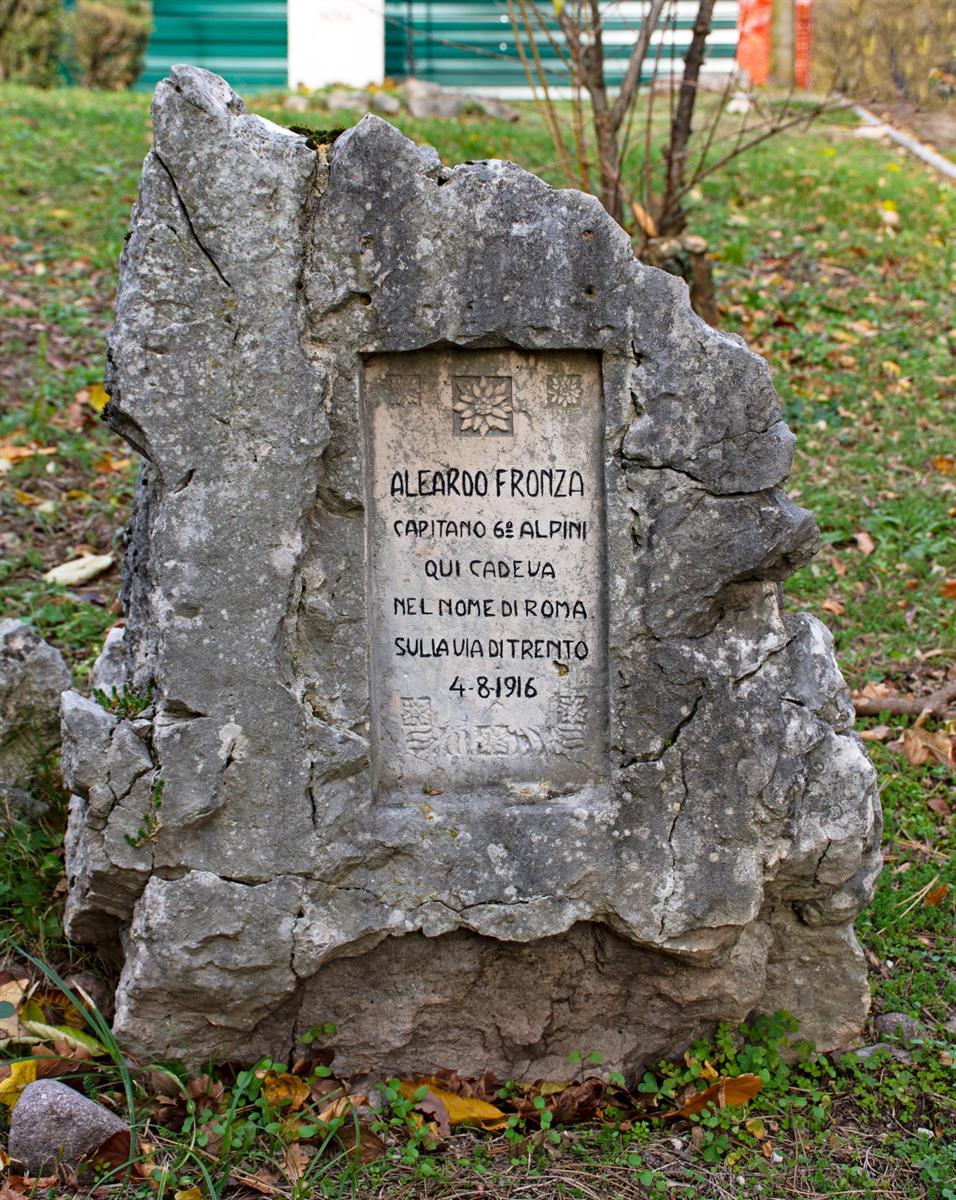 ALEARDO FRONZA
CAPITANO 6º ALPINI
QUI CADEVA
NEL NOME DI ROMA
SULLA VIA DI TRENTO
4-8-1916